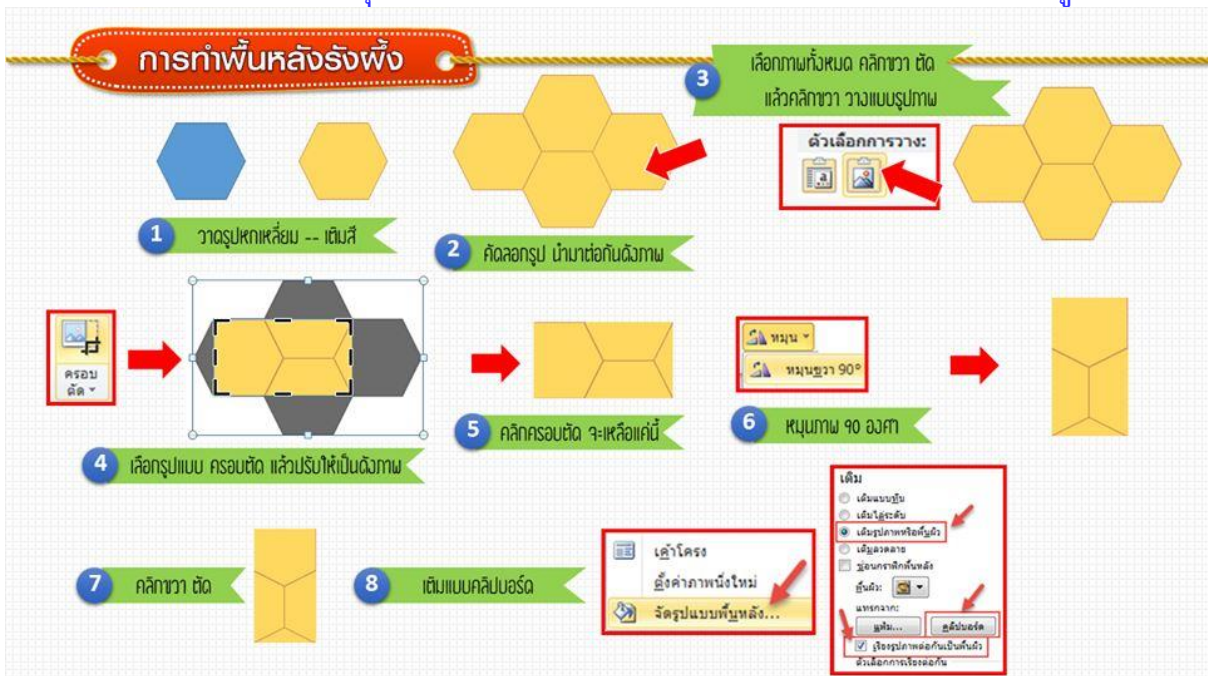 การทำพื้นหลังรังผึ้ง
3
เลือกภาพทั้งหมด คลิกขวา ตัด
แล้วคลิกขวา วางแบบรูปภาพ
ตัวเลือกการวาง:
1
วาดรูปหกเหลี่ยม -- เติมสี
2
คัดลอกรูป นำมาต่อกันดังภาพ
ครอบ
ตัด
4
เลือกรูปแบบ ครอบตัด แล้วปรับให้เป็นดังภาพ
5
คลิกครอบตัด จะเหลือแค่นี้
หมุน
หมุนขวา 90°
6
หมุนภาพ ๆ0 องศา
7
คลิกขวา ตัด
8
เติมแบบคลิปบอร์ด
เค้าโครง
ตั้งค่าภาพนิ่งใหม่
จัดรูปแบบพื้นหลัง...
เติม
เติมแบบทึบ
เติมไล่ระดับ
เติมรูปภาพหรือพื้นผิว
เติมลวดลาย
ซ่อนกราฟิกพื้นหลัง
พื้นผิว:
แทรกจาก:
แฟ้ม...
คลิปบอร์ด
เรียงรูปภาพต่อกันเป็นพื้นผิว
ตัวเลือกการเรียงต่อกัน